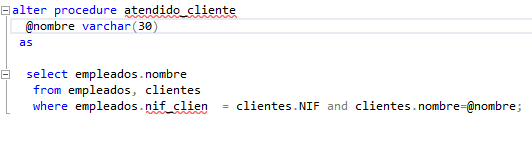 alter procedure atendido_cliente
@nombre varchar(30)
as
select empleados.nombre
from empleados, clientes
where empleados.nif_clien = clientes.NIF and clientes.nombre=@nombre;